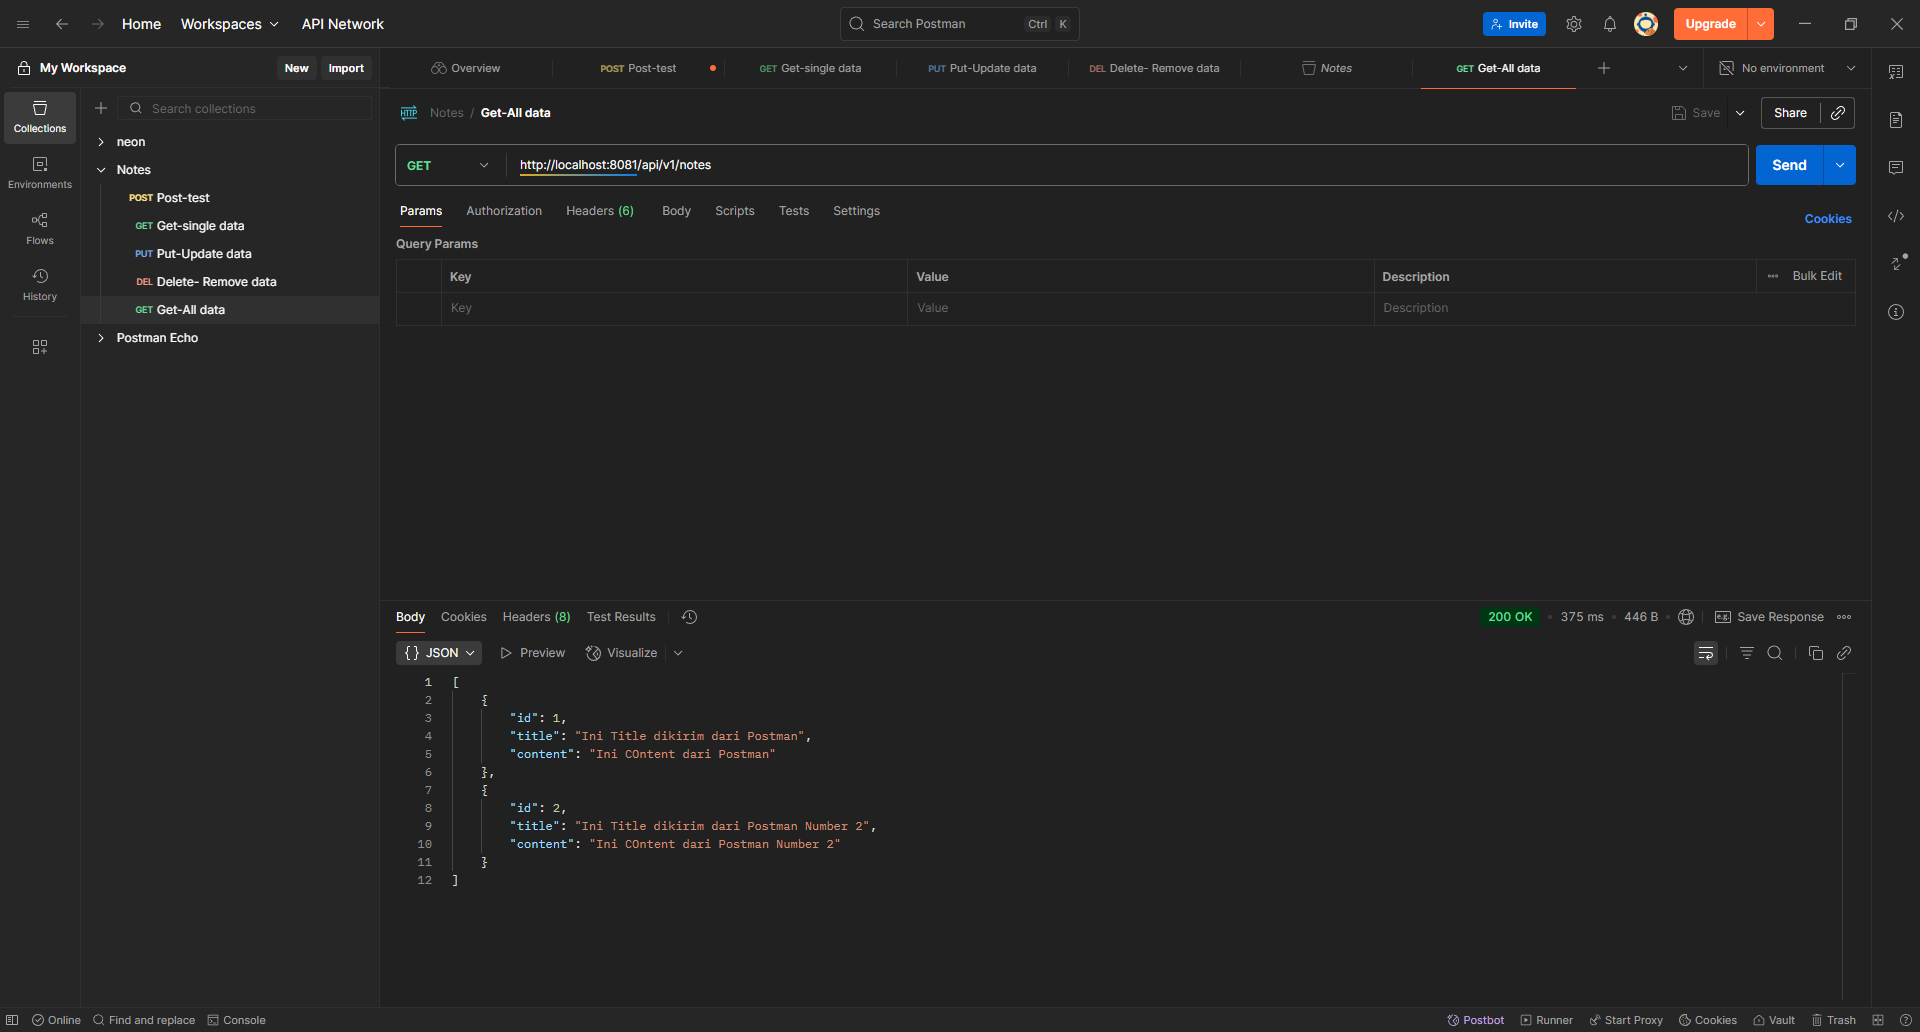 Home Workspaces API Network Search Postman Ctrl K Invite Upgrade
My Workspace New Import Overview POST Post-test GET Get-single data PUT Put-Update data DEL Delete- Remove data Notes GET Get-All data No environment
Collections
Environments
Flows
History
Search collections
neon
Notes
POST Post-test
GET Get-single data
PUT Put-Update data
DEL Delete- Remove data
GET Get-All data
Postman Echo
HTTP Notes / Get-All data Save Share
GET http://localhost:8081/api/v1/notes Send
Params Authorization Headers (6) Body Scripts Tests Settings Cookies
Query Params
Key Value Description Bulk Edit
Key Value Description
Body Cookies Headers (8) Test Results 200 OK 375 ms 446 B e.g. Save Response
{} JSON Preview Visualize
1 [
2 {
3 "id": 1,
4 "title": "Ini Title dikirim dari Postman",
5 "content": "Ini COntent dari Postman"
6 },
7 {
8 "id": 2,
9 "title": "Ini Title dikirim dari Postman Number 2",
10 "content": "Ini COntent dari Postman Number 2"
11 }
12 ]
Online Find and replace Console Postbot Runner Start Proxy Cookies Vault Trash